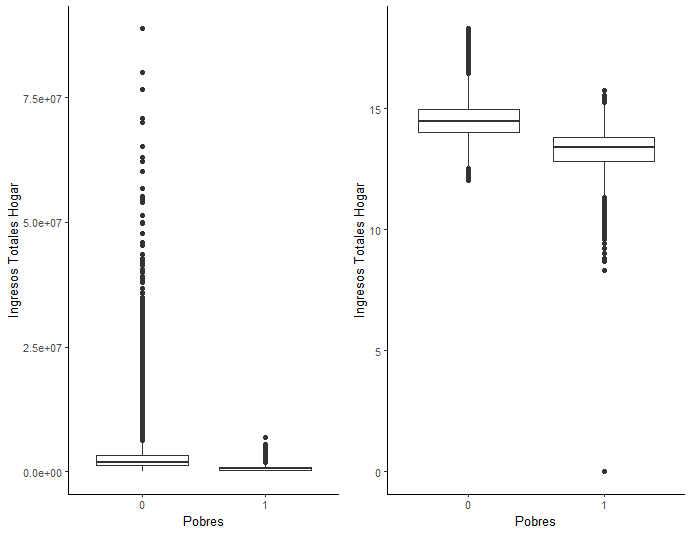 Ingresos Totales Hogar
7.5e+07
5.0e+07
2.5e+07
0.0e+00
0
1
Pobres
Ingresos Totales Hogar
15
10
5
0
0
1
Pobres